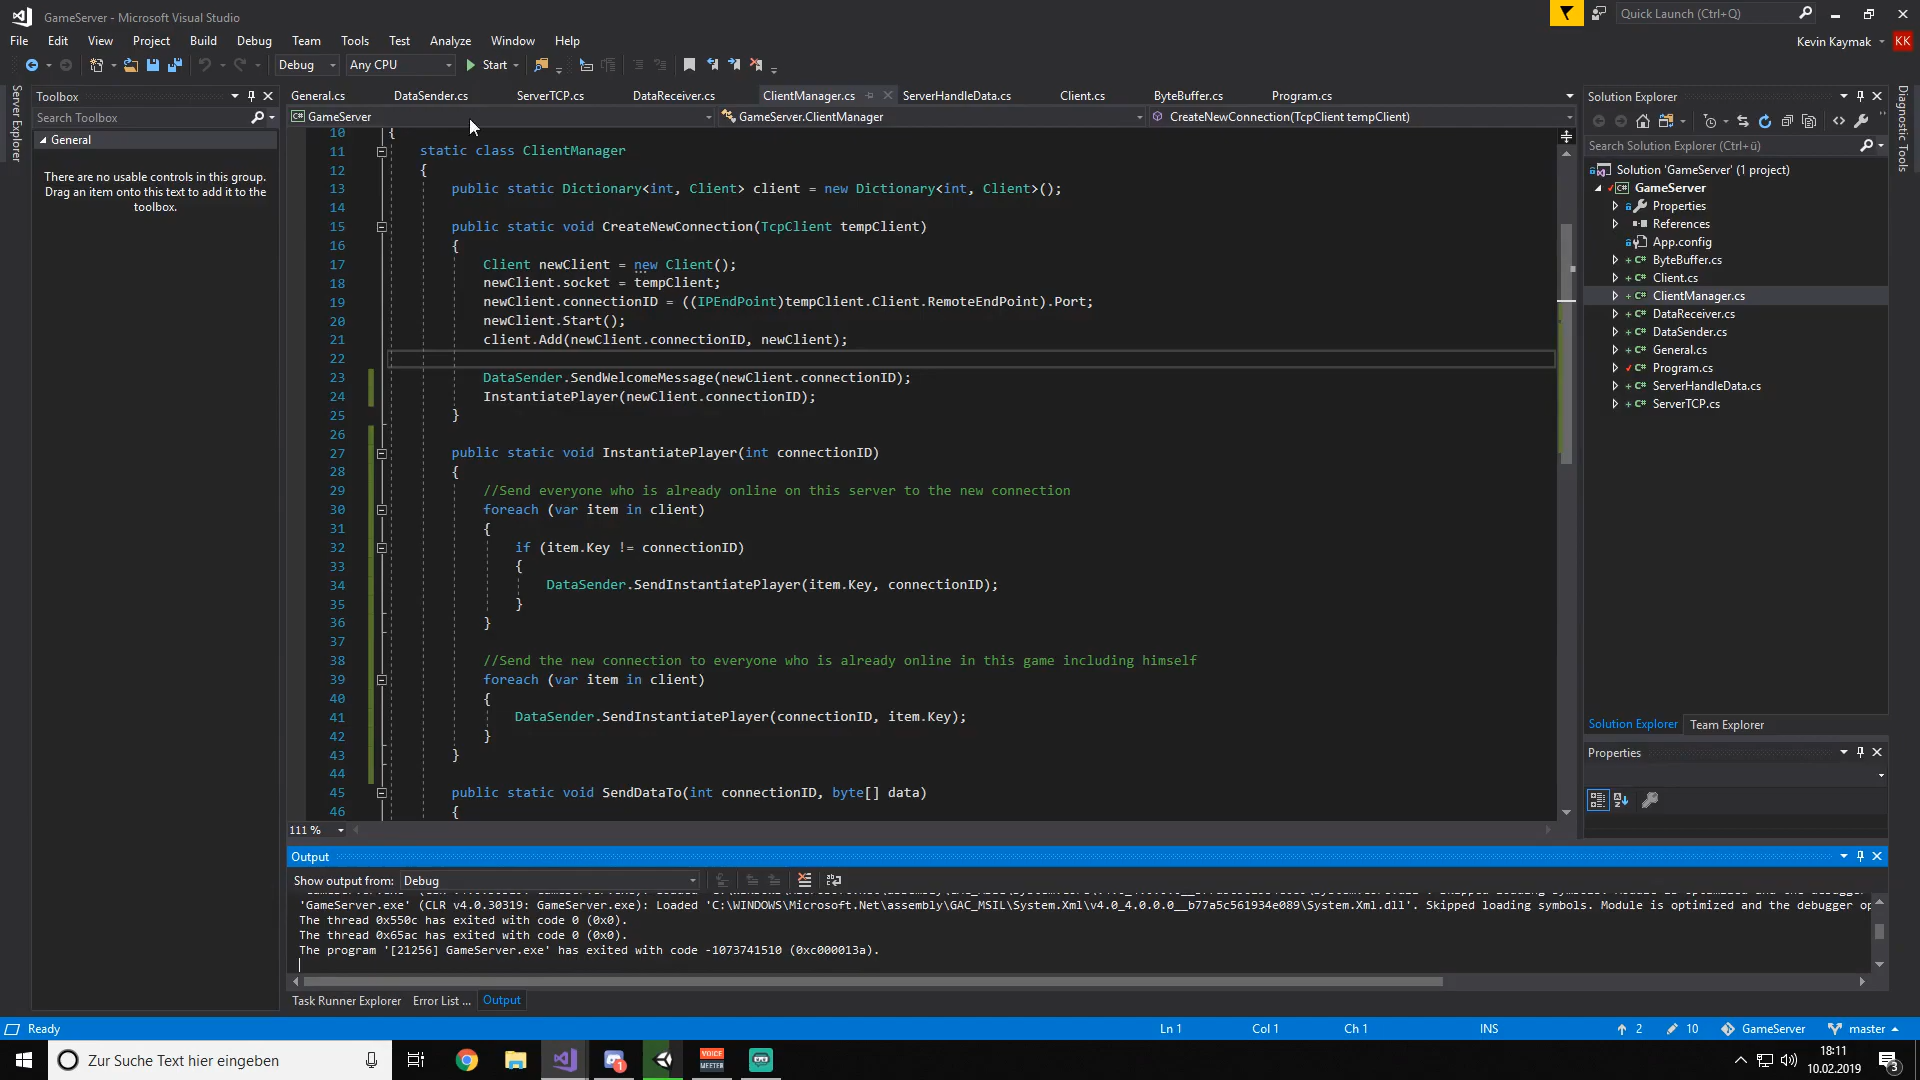 GameServer - Microsoft Visual Studio
Quick Launch (Ctrl+Q)
File Edit View Project Build Debug Team Tools Test Analyze Window Help
Kevin Kaymak KK
Debug Any CPU Start
Server Explorer
Toolbox
Search Toolbox
General
There are no usable controls in this group.
Drag an item onto this text to add it to the
toolbox.
General.cs DataSender.cs ServerTCP.cs DataReceiver.cs ClientManager.cs ServerHandleData.cs Client.cs ByteBuffer.cs Program.cs
GameServer GameServer.ClientManager CreateNewConnection(TcpClient tempClient)
10 {
11 static class ClientManager
12 {
13 public static Dictionary<int, Client> client = new Dictionary<int, Client>();
14
15 public static void CreateNewConnection(TcpClient tempClient)
16 {
17 Client newClient = new Client();
18 newClient.socket = tempClient;
19 newClient.connectionID = ((IPEndPoint)tempClient.Client.RemoteEndPoint).Port;
20 newClient.Start();
21 client.Add(newClient.connectionID, newClient);
22
23 DataSender.SendWelcomeMessage(newClient.connectionID);
24 InstantiatePlayer(newClient.connectionID);
25 }
26
27 public static void InstantiatePlayer(int connectionID)
28 {
29 //Send everyone who is already online on this server to the new connection
30 foreach (var item in client)
31 {
32 if (item.Key != connectionID)
33 {
34 DataSender.SendInstantiatePlayer(item.Key, connectionID);
35 }
36 }
37
38 //Send the new connection to everyone who is already online in this game including himself
39 foreach (var item in client)
40 {
41 DataSender.SendInstantiatePlayer(connectionID, item.Key);
42 }
43 }
44
45 public static void SendDataTo(int connectionID, byte[] data)
46 {
111 %
Solution Explorer
Search Solution Explorer (Ctrl+ü)
Solution 'GameServer' (1 project)
GameServer
Properties
References
App.config
ByteBuffer.cs
Client.cs
ClientManager.cs
DataReceiver.cs
DataSender.cs
General.cs
Program.cs
ServerHandleData.cs
ServerTCP.cs
Solution Explorer Team Explorer
Properties
Diagnostic Tools
Output
Show output from: Debug
'GameServer.exe' (CLR v4.0.30319: GameServer.exe): Loaded 'C:\WINDOWS\Microsoft.Net\assembly\GAC_MSIL\System.Xml\v4.0_4.0.0.0__b77a5c561934e089\System.Xml.dll'. Skipped loading symbols. Module is optimized and the debugger op
The thread 0x550c has exited with code 0 (0x0).
The thread 0x65ac has exited with code 0 (0x0).
The program '[21256] GameServer.exe' has exited with code -1073741510 (0xc000013a).
Task Runner Explorer Error List ... Output
Ready Ln 1 Col 1 Ch 1 INS 2 10 GameServer master
Zur Suche Text hier eingeben
VOICE
MEETER
1
18:11
10.02.2019
3